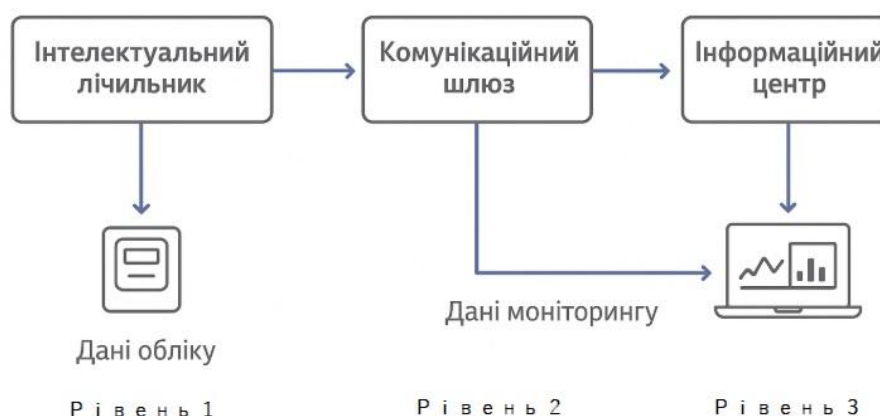 Інтелектуальний
лічильник
Комунікаційний
шлюз
Інформаційний
центр
Дані моніторингу
Дані обліку
Рівень 1
Рівень 2
Рівень 3